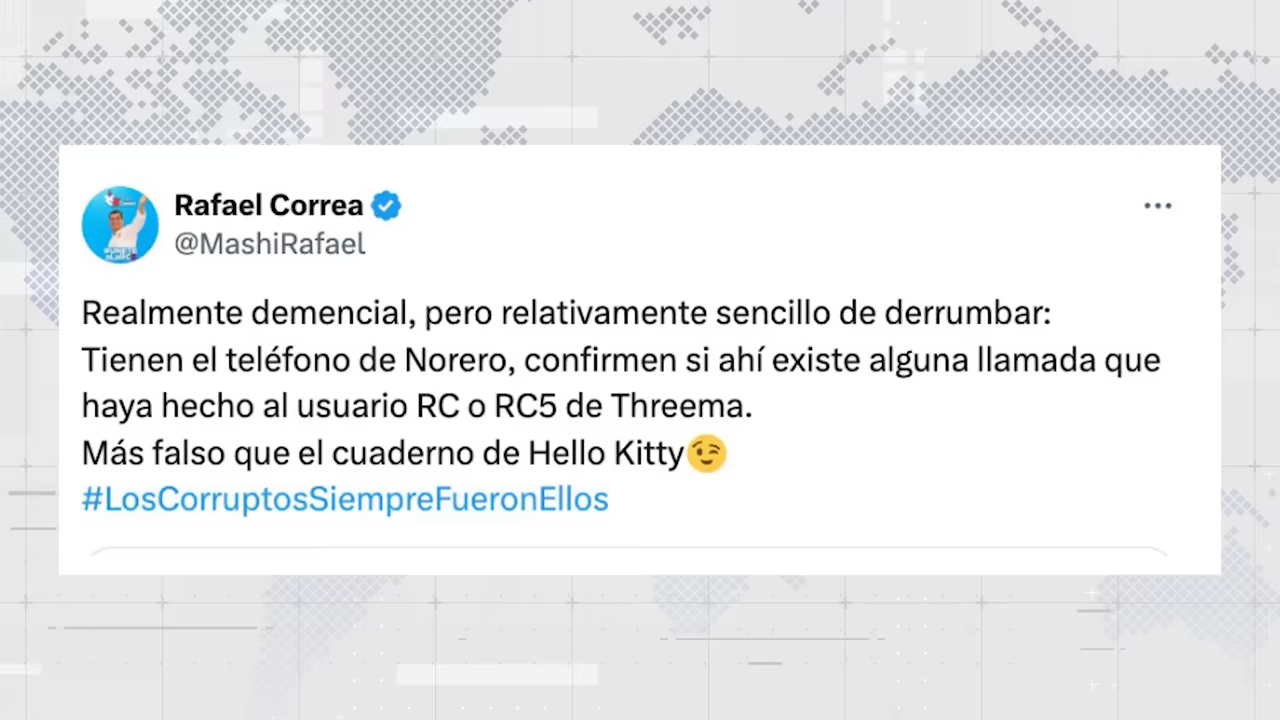 Rafael Correa
@MashiRafael
Realmente demencial, pero relativamente sencillo de derrumbar:
Tienen el teléfono de Norero, confirmen si ahí existe alguna llamada que
haya hecho al usuario RC o RC5 de Threema.
Más falso que el cuaderno de Hello Kitty😉
#LosCorruptosSiempreFueronEllos